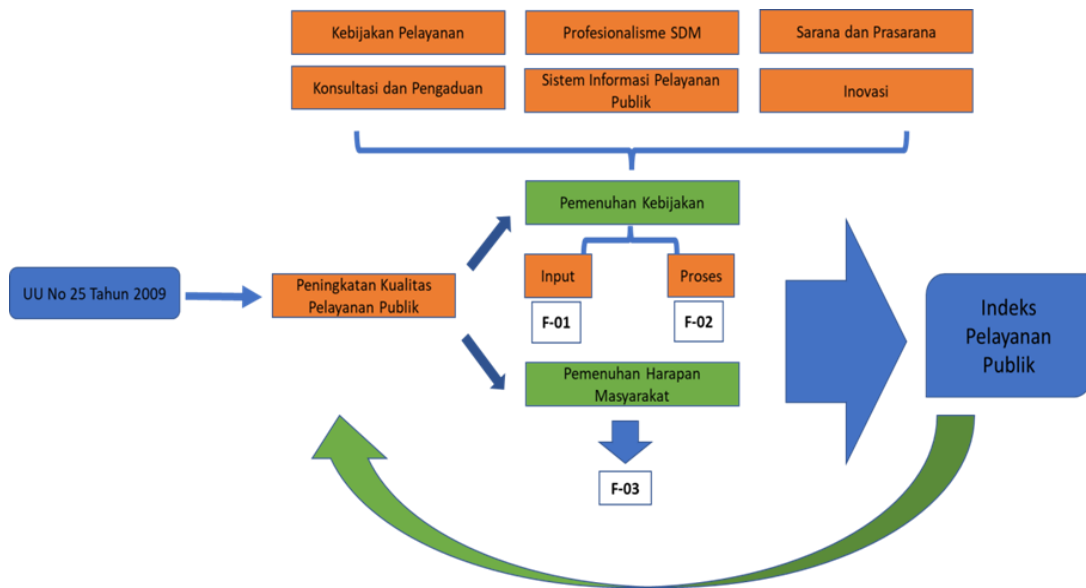 Kebijakan Pelayanan
Profesionalisme SDM
Sarana dan Prasarana
Konsultasi dan Pengaduan
Sistem Informasi Pelayanan
Publik
Inovasi
Pemenuhan Kebijakan
Input
Proses
F-01
F-02
UU No 25 Tahun 2009
Peningkatan Kualitas
Pelayanan Publik
Pemenuhan Harapan
Masyarakat
F-03
Indeks
Pelayanan
Publik